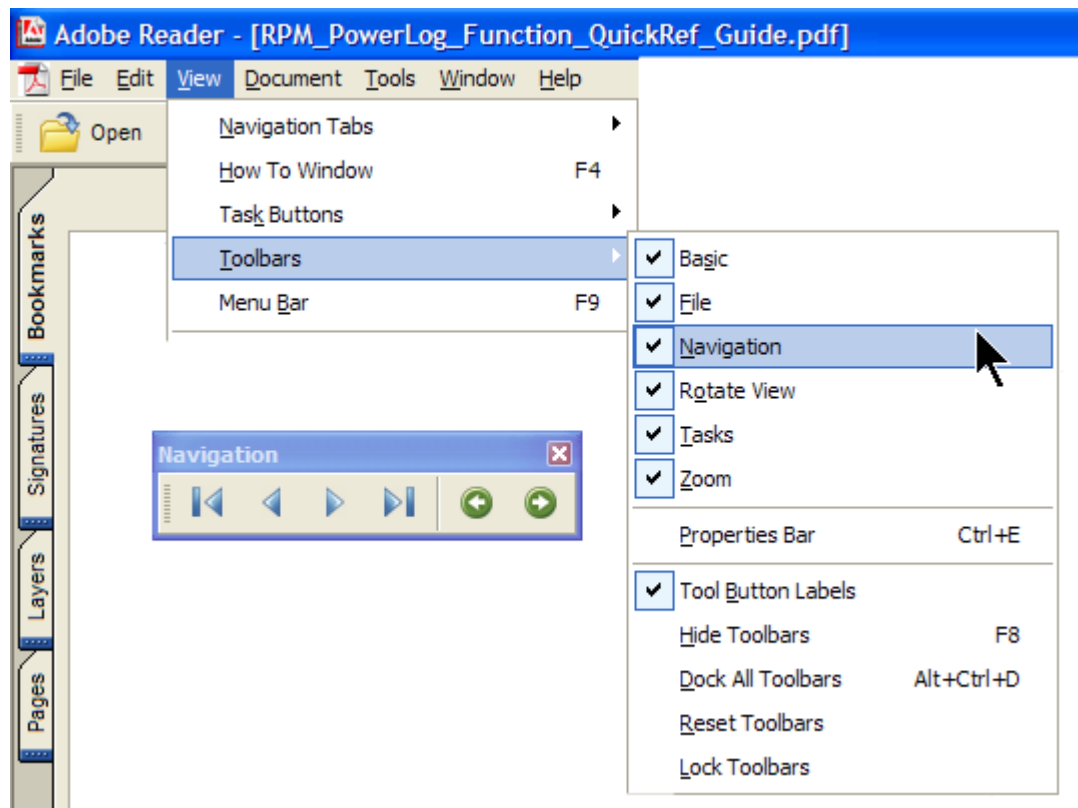 Adobe Reader - [RPM_PowerLog_Function_QuickRef_Guide.pdf]
File Edit View Document Tools Window Help
Open
Navigation Tabs
How To Window F4
Task Buttons
Toolbars
Menu Bar F9
Basic
File
Navigation
Rotate View
Tasks
Zoom
Properties Bar Ctrl+E
Tool Button Labels
Hide Toolbars F8
Dock All Toolbars Alt+Ctrl+D
Reset Toolbars
Lock Toolbars
Navigation
Bookmarks
Signatures
Layers
Pages